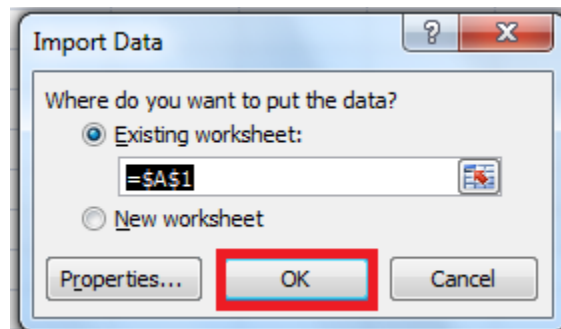 Import Data
Where do you want to put the data?
Existing worksheet:
=$A$1
New worksheet
Properties... OK Cancel